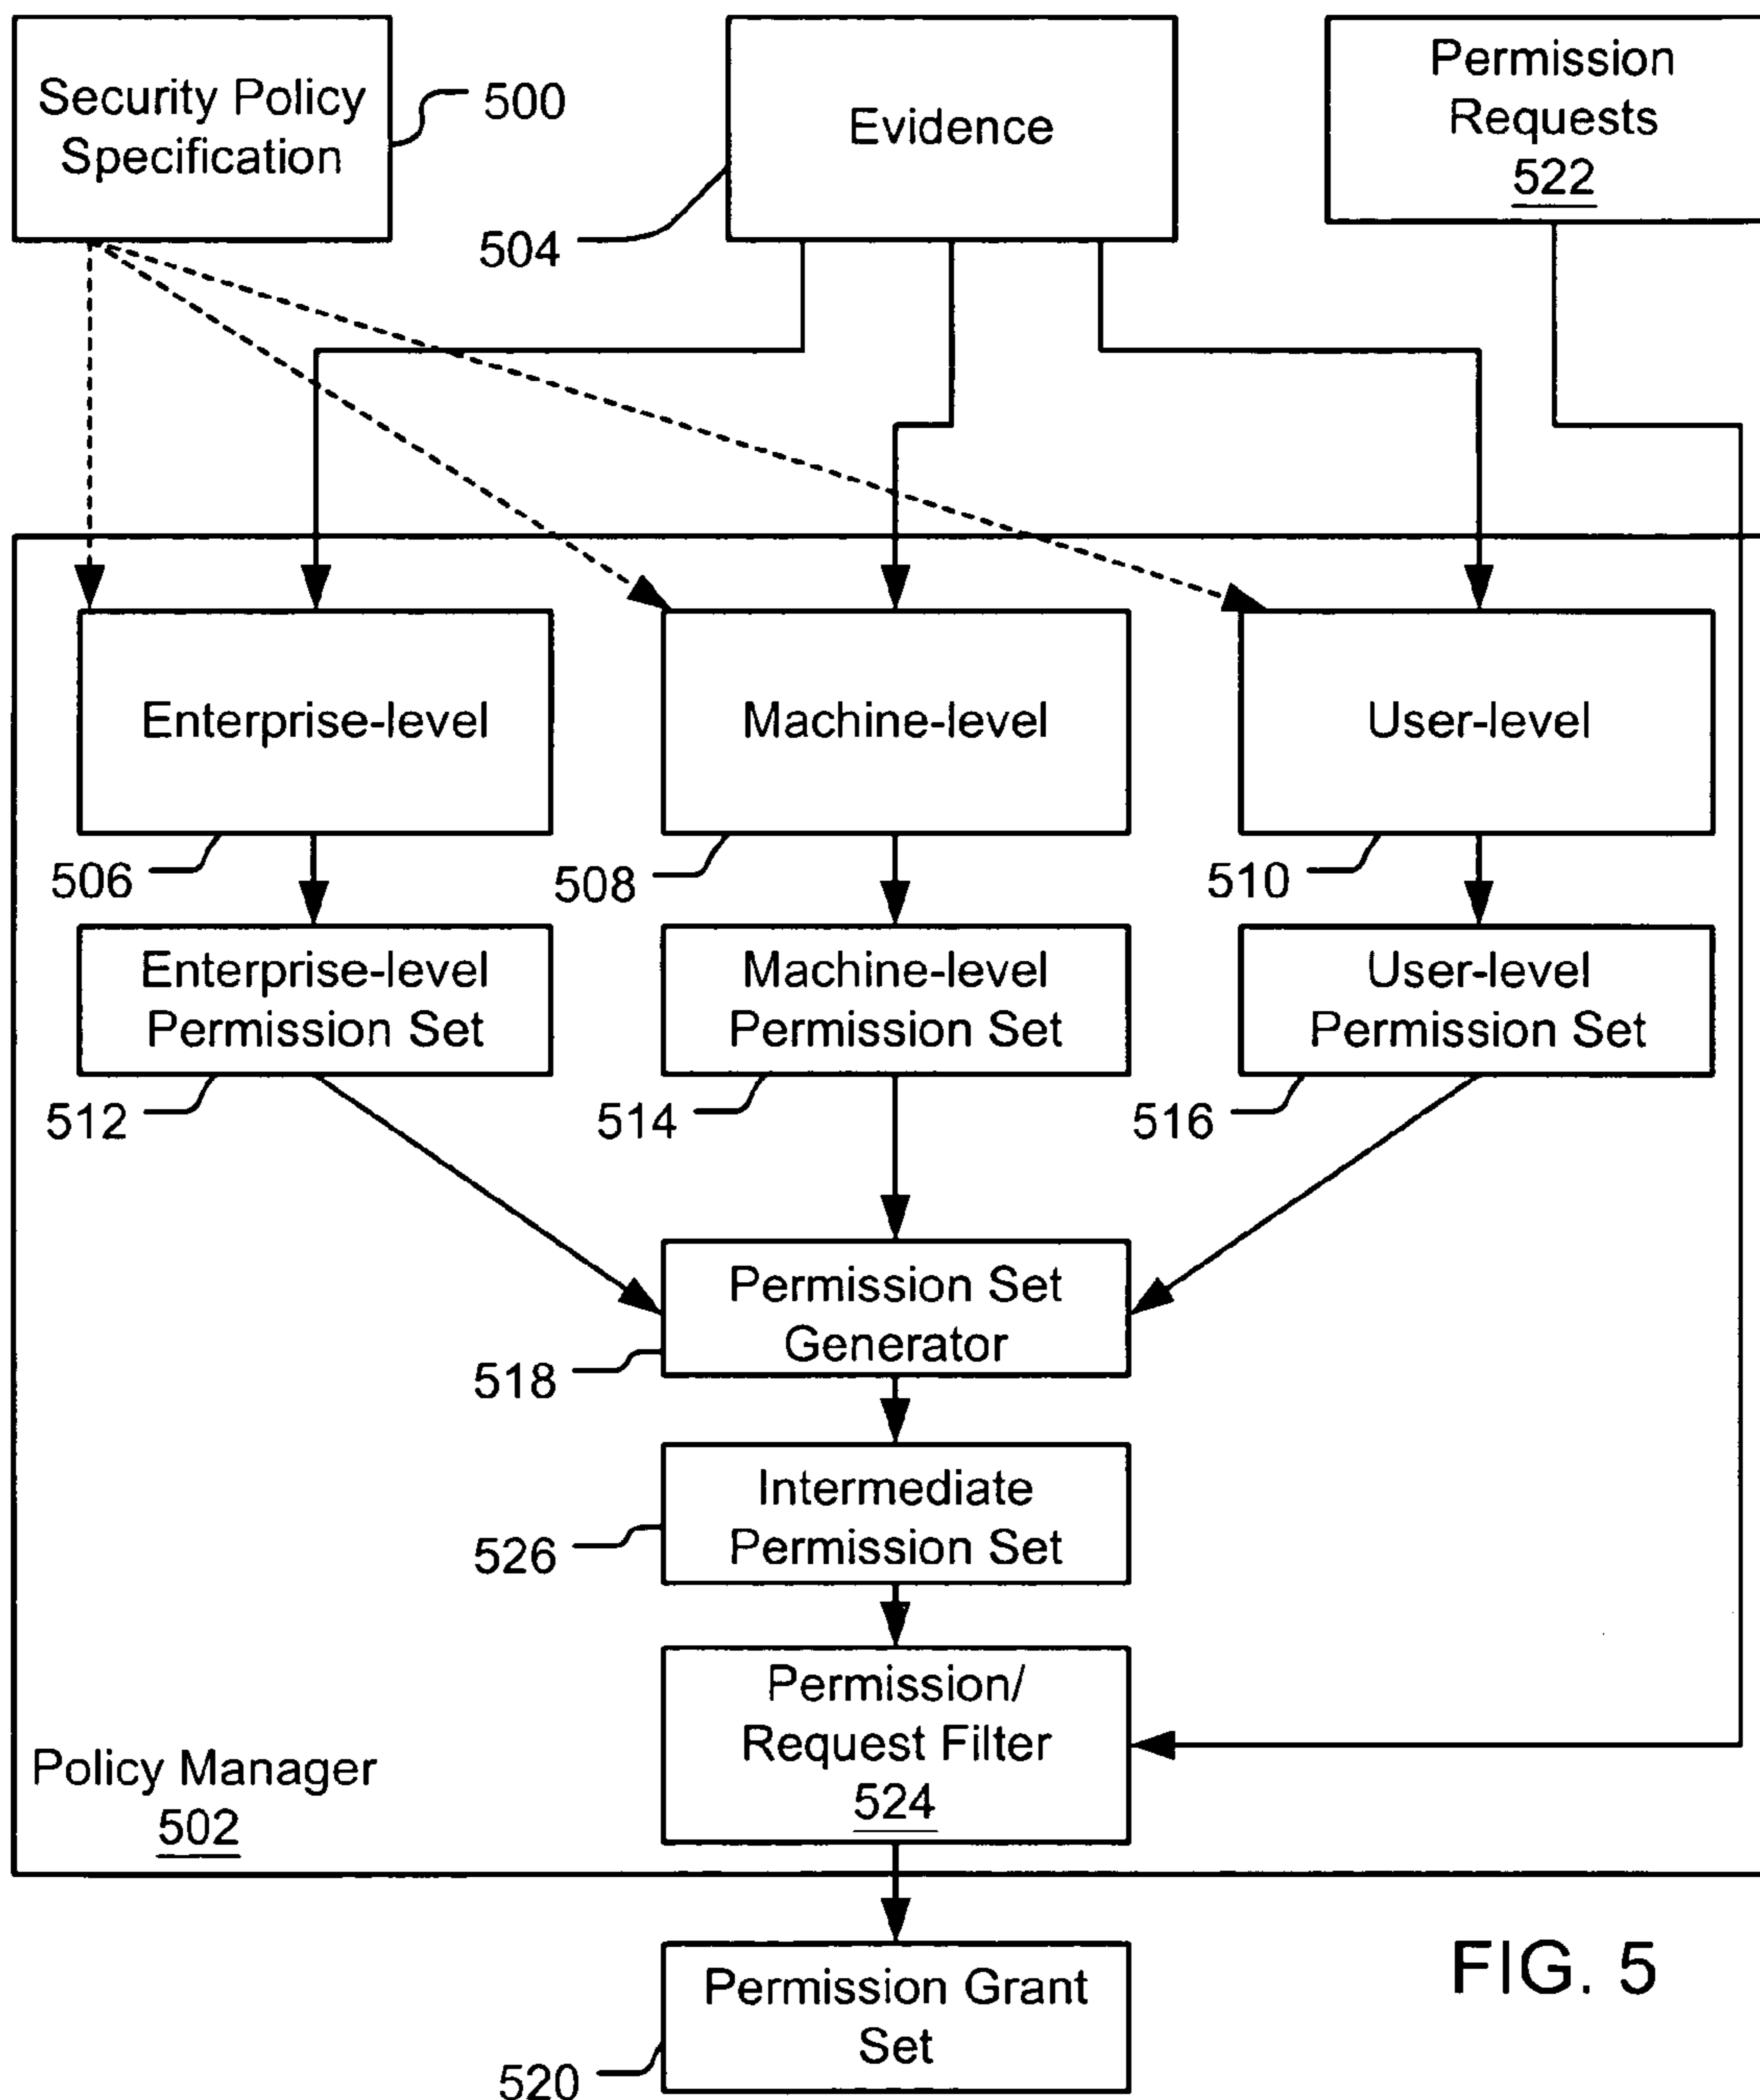 Security Policy
Specification
500
Evidence
504
Permission
Requests
522
Enterprise-level
506
Machine-level
508
User-level
510
Enterprise-level
Permission Set
512
Machine-level
Permission Set
514
User-level
Permission Set
516
Permission Set
Generator
518
Intermediate
Permission Set
526
Permission/
Request Filter
524
Policy Manager
502
Permission Grant
Set
520
FIG. 5